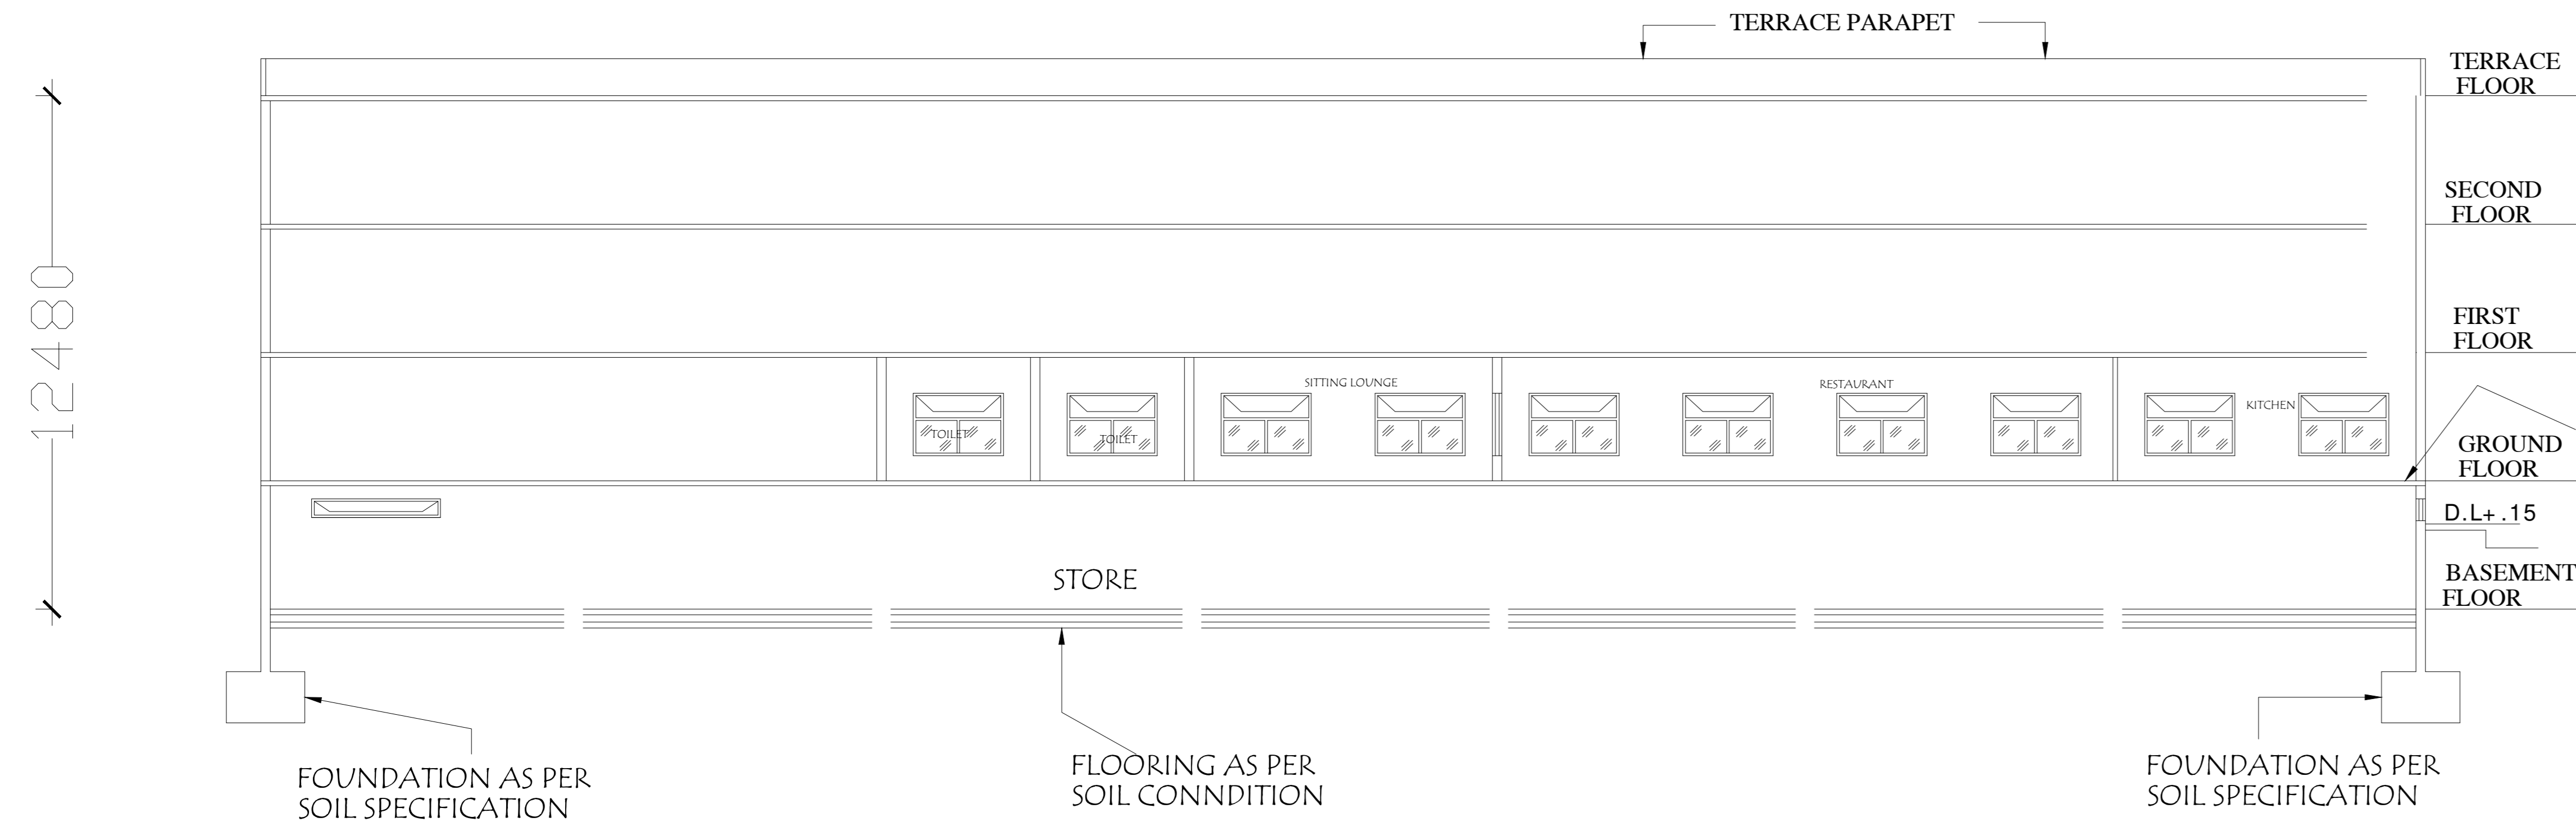 TERRACE PARAPET
TERRACE
FLOOR
SECOND
FLOOR
12480
FIRST
FLOOR
SITTING LOUNGE
RESTAURANT
KITCHEN
TOILET
TOILET
GROUND
FLOOR
D.L+.15
STORE
BASEMENT
FLOOR
FOUNDATION AS PER
SOIL SPECIFICATION
FLOORING AS PER
SOIL CONNDITION
FOUNDATION AS PER
SOIL SPECIFICATION